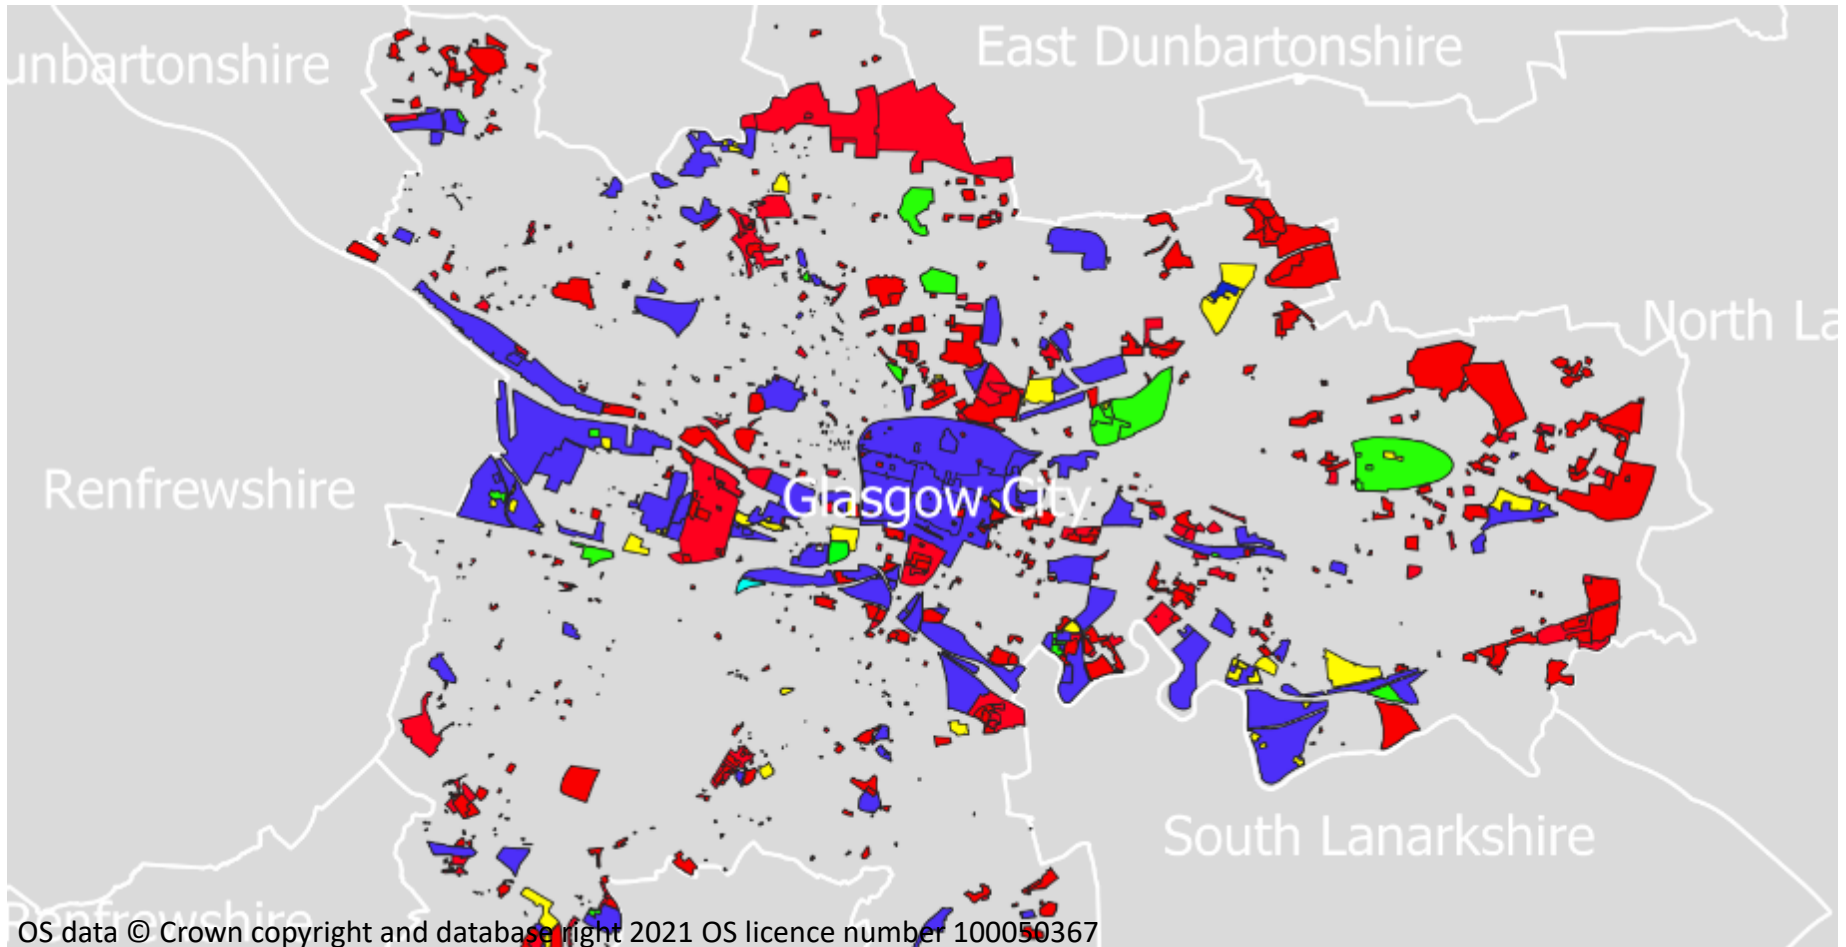 East Dunbartonshire
unbartonshire
North La
Renfrewshire
Glasgow City
South Lanarkshire
Renfrewshire
OS data © Crown copyright and database right 2021 OS licence number 100050367